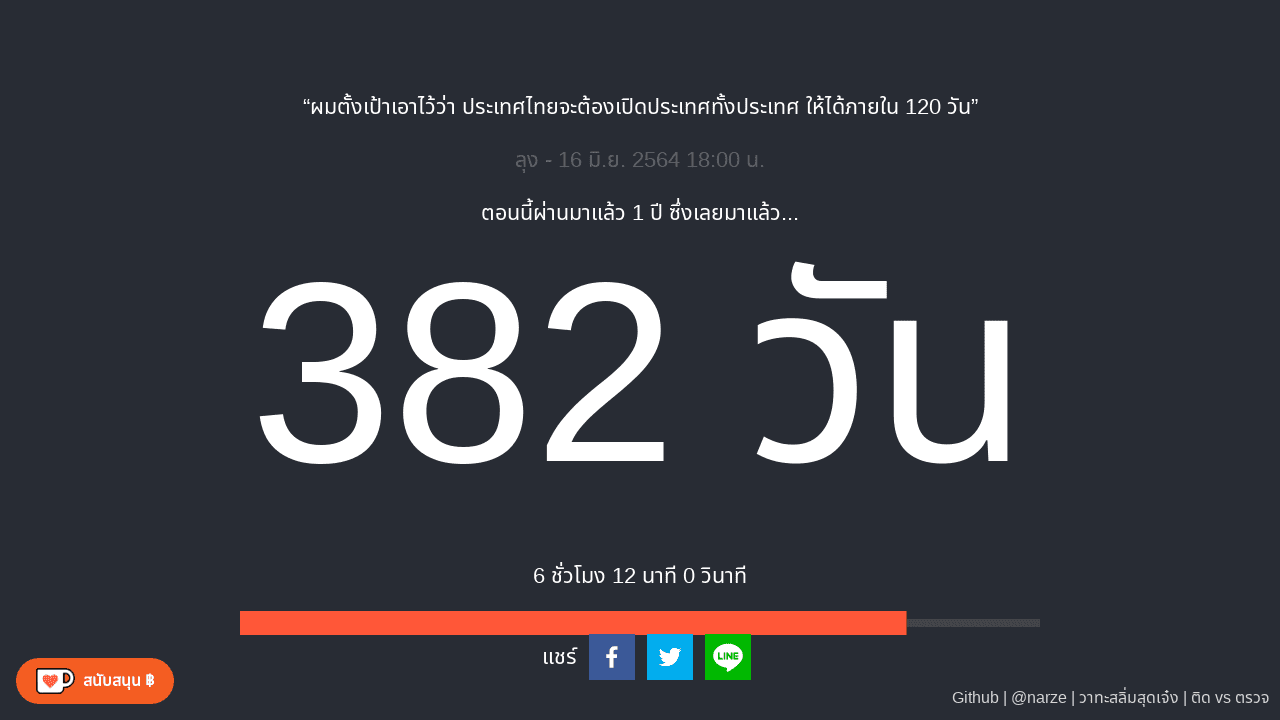 “ผมตั้งเป้าเอาไว้ว่า ประเทศไทยจะต้องเปิดประเทศทั้งประเทศ ให้ได้ภายใน 120 วัน”
ลุง - 16 มิ.ย. 2564 18:00 น.
ตอนนี้ผ่านมาแล้ว 1 ปี ซึ่งเลยมาแล้ว...
382 วัน
6 ชั่วโมง 12 นาที 0 วินาที
แชร์
LINE
สนับสนุน ฿
Github | @narze | วาทะสลิ่มสุดเจ๋ง | ติด vs ตรวจ